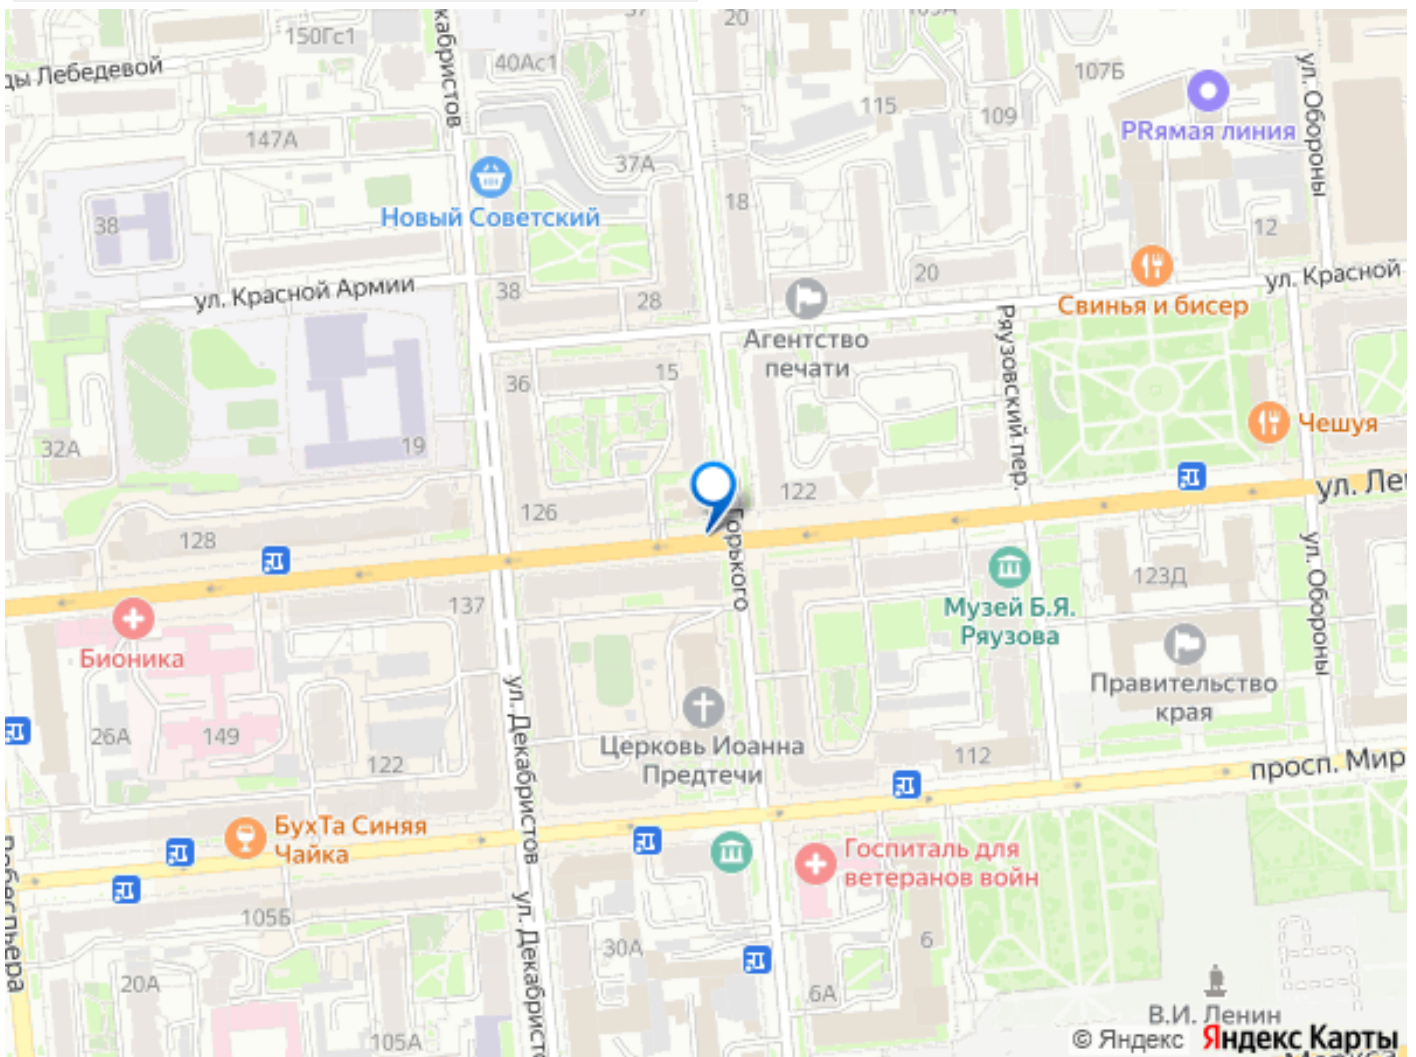 150Гс1
20
40Ас1
107Б
ды Лебедевой
кабристов
ул. Обороны
115
109
PRямая линия
147А
37А
Новый Советский
18
38
12
20
ул. Красной Армии
38
28
ул. Красной
Свинья и бисер
Агентство
печати
Ряузовский пер.
15
36
Чешуя
32А
19
122
ул. Ле
126
128
Горького
ул. Обороны
123Д
137
Музей Б.Я.
Ряузова
Бионика
Правительство
края
ул. Декабристов
26А
149
122
Церковь Иоанна
Предтечи
112
просп. Мир
БухТа Синяя
Чайка
Госпиталь для
ветеранов войн
105Б
ул. Декабристо
30А
6
20А
6А
В.И. Ленин
105А
© Яндекс Яндекс Карты